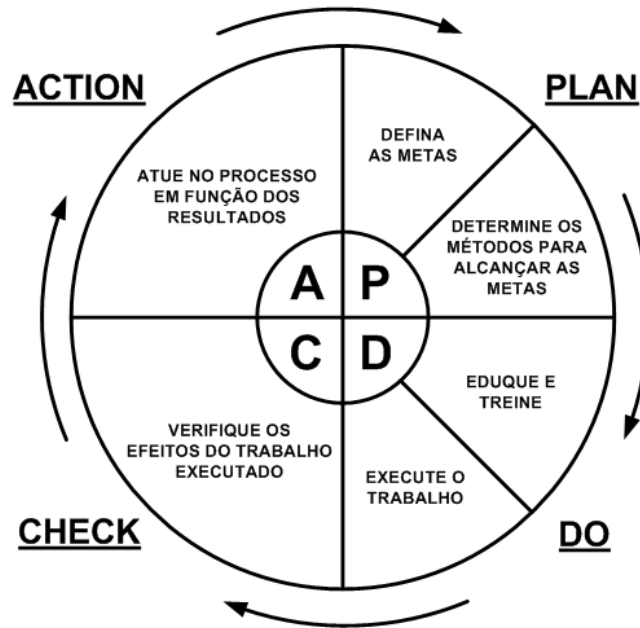 ACTION
PLAN
DEFINA
AS METAS
ATUE NO PROCESSO
EM FUNÇÃO DOS
RESULTADOS
DETERMINE OS
MÉTODOS PARA
ALCANÇAR AS
METAS
A P
C D
EDUQUE E
TREINE
VERIFIQUE OS
EFEITOS DO TRABALHO
EXECUTADO
EXECUTE O
TRABALHO
CHECK
DO